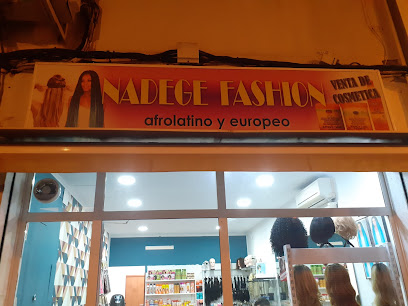 NADEGE FASHION
afrolatino y europeo
VENTA DE
COSMETICA